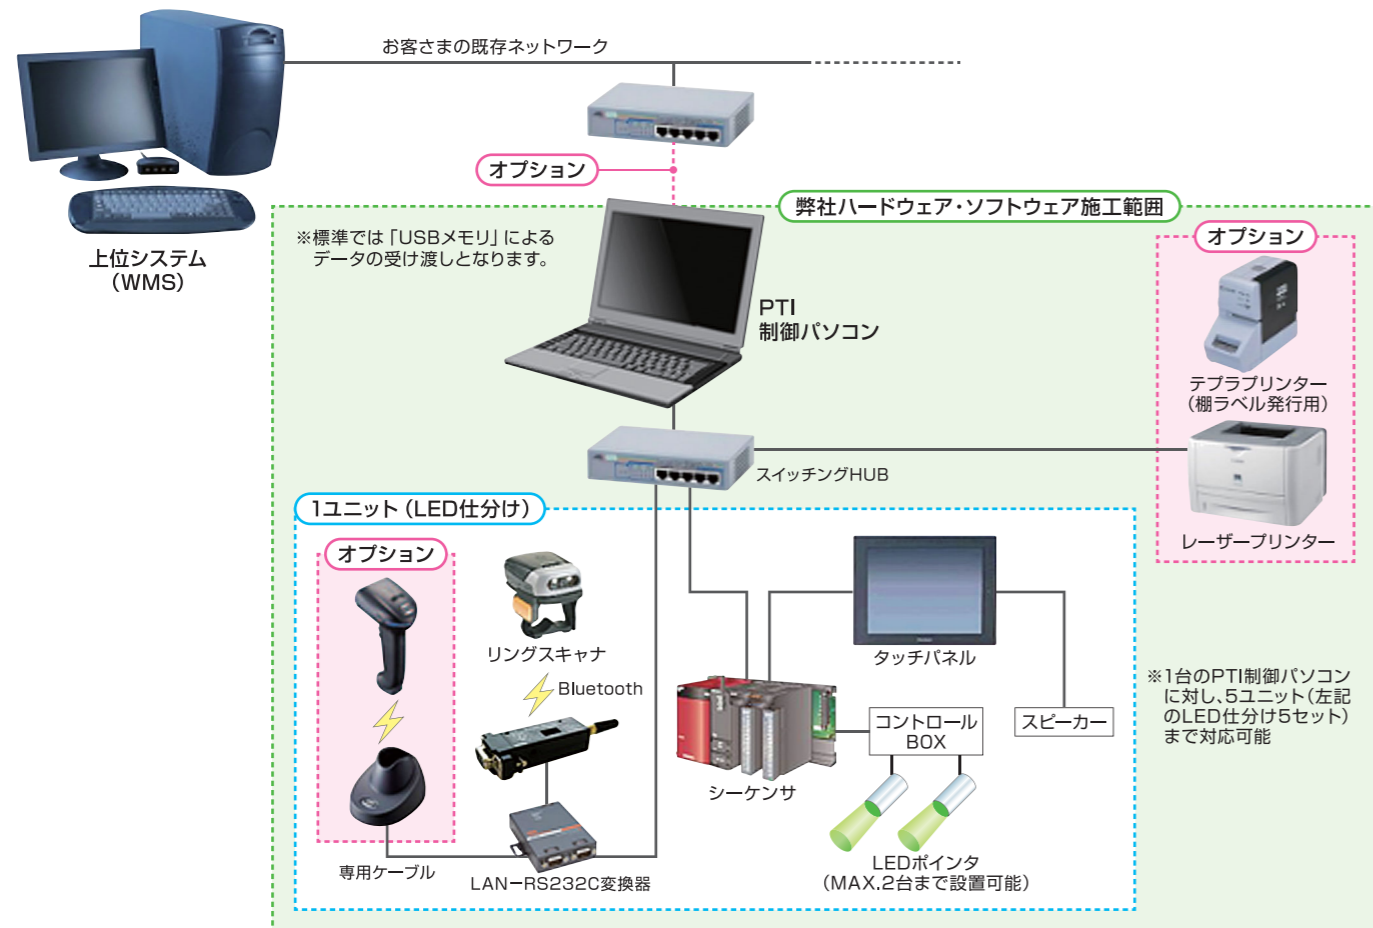 お客さまの既存ネットワーク
オプション
弊社ハードウェア・ソフトウェア施工範囲
上位システム
（WMS）
※標準では「USBメモリ」による
データの受け渡しとなります。
PTI
制御パソコン
オプション
テプラプリンター
（棚ラベル発行用）
レーザープリンター
スイッチングHUB
1ユニット（LED仕分け）
オプション
リングスキャナ
Bluetooth
専用ケーブル
LAN－RS232C変換器
タッチパネル
シーケンサ
コントロール
BOX
スピーカー
LEDポインタ
（MAX.2台まで設置可能）
※1台のPTI制御パソコン
に対し、5ユニット（左記
のLED仕分け5セット）
まで対応可能